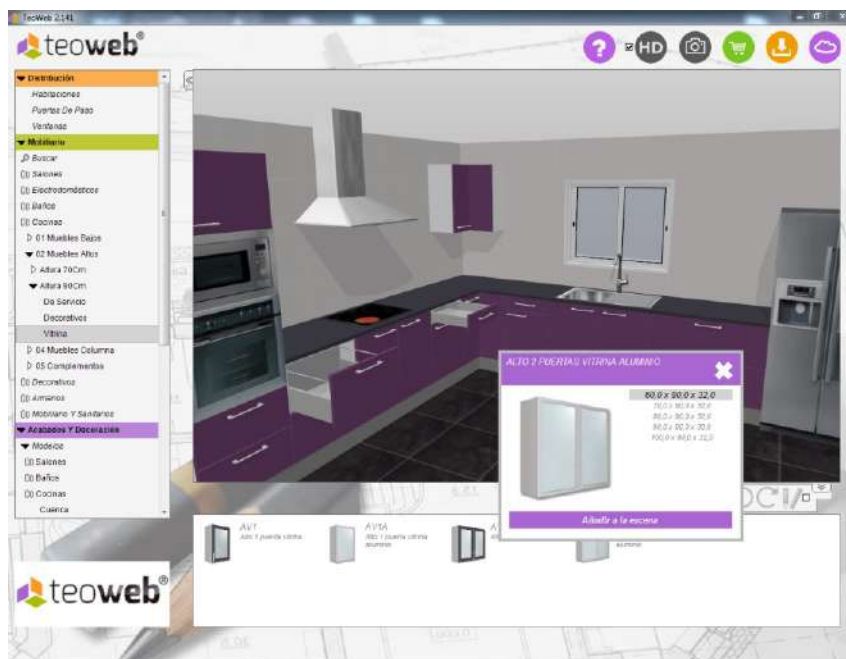 TeoWeb 2.141
teoweb®
?
HD
Distribución
Habitaciones
Puertas De Paso
Ventanas
Mobiliario
Buscar
Salones
Electrodomésticos
Baños
Cocinas
01 Muebles Bajos
02 Muebles Altos
Altura 70Cm
Altura 90Cm
De Servicio
Decorativos
Vitrina
04 Muebles Columna
05 Complementos
Decorativos
Armarios
Mobiliario Y Sanitarios
Acabados Y Decoración
Modelos
Salones
Baños
Cocinas
Cuenca
ALTO 2 PUERTAS VITRINA ALUMINIO
60,0 x 90,0 x 32,0
Añadir a la escena
AV1
Alto 1 puerta vitrina
AV1A
Alto 1 puerta vitrina
aluminio
aluminio
teoweb®